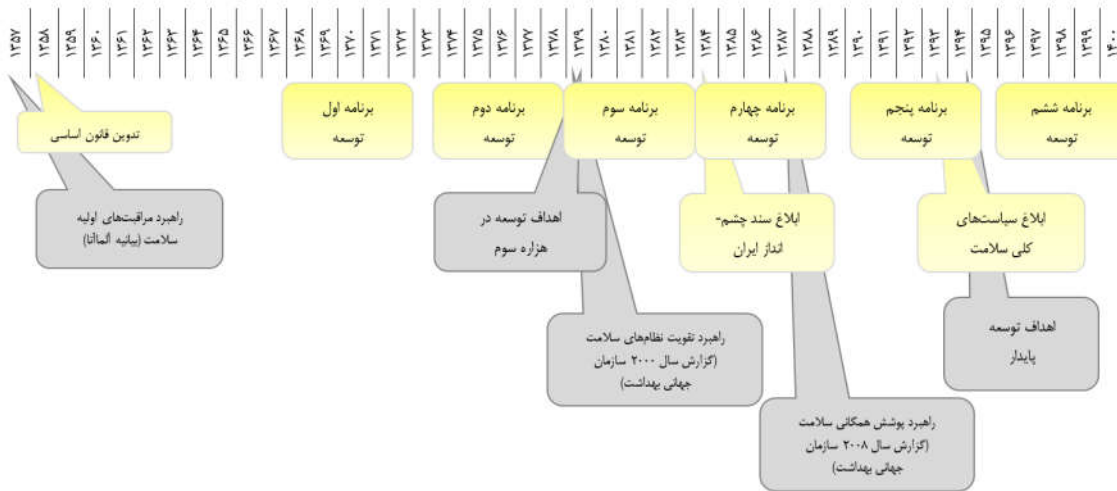 ۱۳۵۷
۱۳۵۸
۱۳۵۹
۱۳۶۰
۱۳۶۱
۱۳۶۲
۱۳۶۳
۱۳۶۴
۱۳۶۵
۱۳۶۶
۱۳۶۷
۱۳۶۸
۱۳۶۹
۱۳۷۰
۱۳۷۱
۱۳۷۲
۱۳۷۳
۱۳۷۴
۱۳۷۵
۱۳۷۶
۱۳۷۷
۱۳۷۸
۱۳۷۹
۱۳۸۰
۱۳۸۱
۱۳۸۲
۱۳۸۳
۱۳۸۴
۱۳۸۵
۱۳۸۶
۱۳۸۷
۱۳۸۸
۱۳۸۹
۱۳۹۰
۱۳۹۱
۱۳۹۲
۱۳۹۳
۱۳۹۴
۱۳۹۵
۱۳۹۶
۱۳۹۷
۱۳۹۸
۱۳۹۹
۱۴۰۰
تدوین قانون اساسی
برنامه اول
توسعه
برنامه دوم
توسعه
برنامه سوم
توسعه
برنامه چهارم
توسعه
برنامه پنجم
توسعه
برنامه ششم
توسعه
راهبرد مراقبت‌های اولیه
سلامت (بیانیه آلماآتا)
اهداف توسعه در
هزاره سوم
ابلاغ سند چشم-
انداز ایران
ابلاغ سیاست‌های
کلی سلامت
راهبرد تقویت نظام‌های سلامت
(گزارش سال ۲۰۰۰ سازمان
جهانی بهداشت)
اهداف توسعه
پایدار
راهبرد پوشش همگانی سلامت
(گزارش سال ۲۰۰۸ سازمان
جهانی بهداشت)